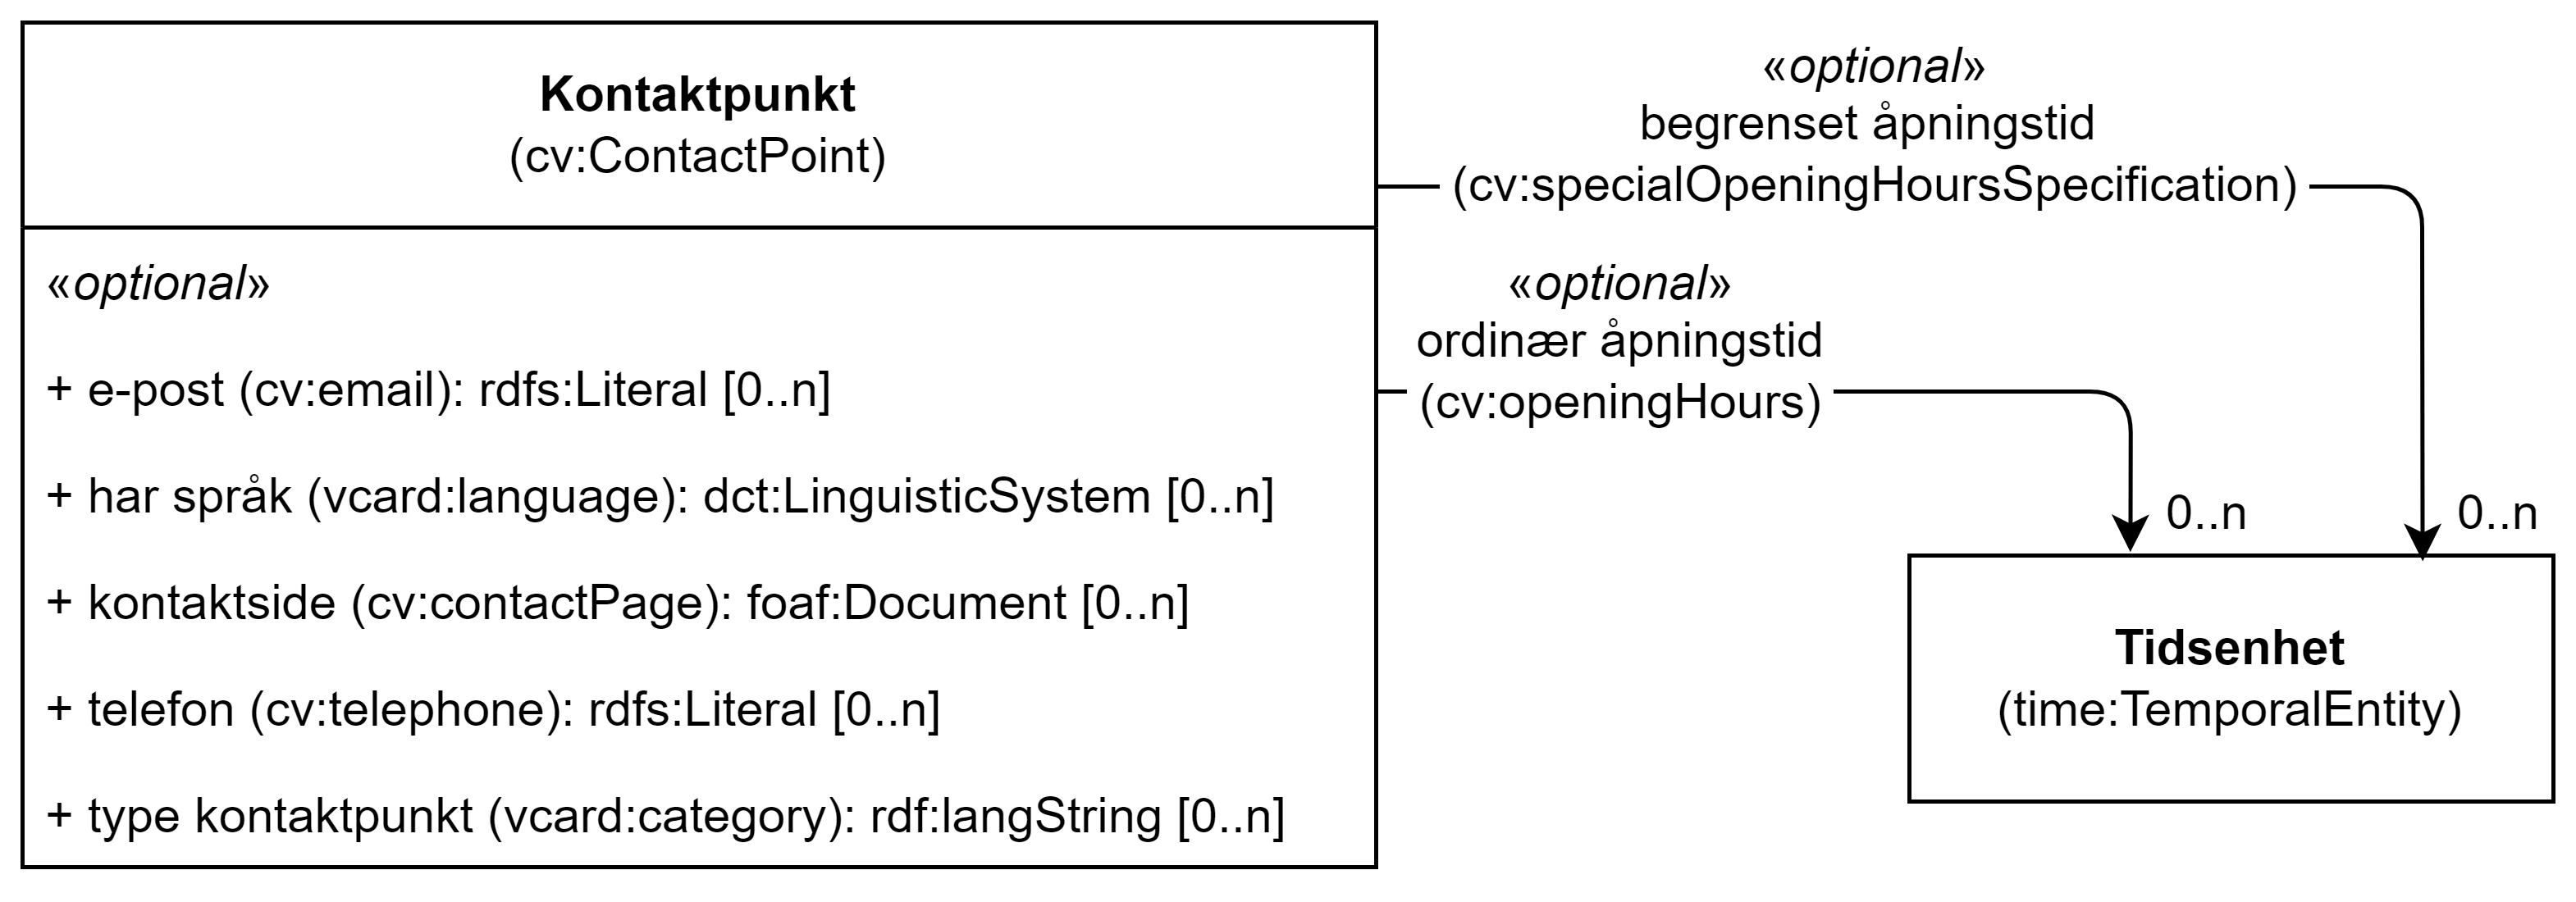 Kontaktpunkt
(cv:ContactPoint)
«optional»
+ e-post (cv:email): rdfs:Literal [0..n]
+ har språk (vcard:language): dct:LinguisticSystem [0..n]
+ kontaktside (cv:contactPage): foaf:Document [0..n]
+ telefon (cv:telephone): rdfs:Literal [0..n]
+ type kontaktpunkt (vcard:category): rdf:langString [0..n]
«optional»
begrenset åpningstid
(cv:specialOpeningHoursSpecification)
«optional»
ordinær åpningstid
(cv:openingHours)
0..n
0..n
Tidsenhet
(time:TemporalEntity)